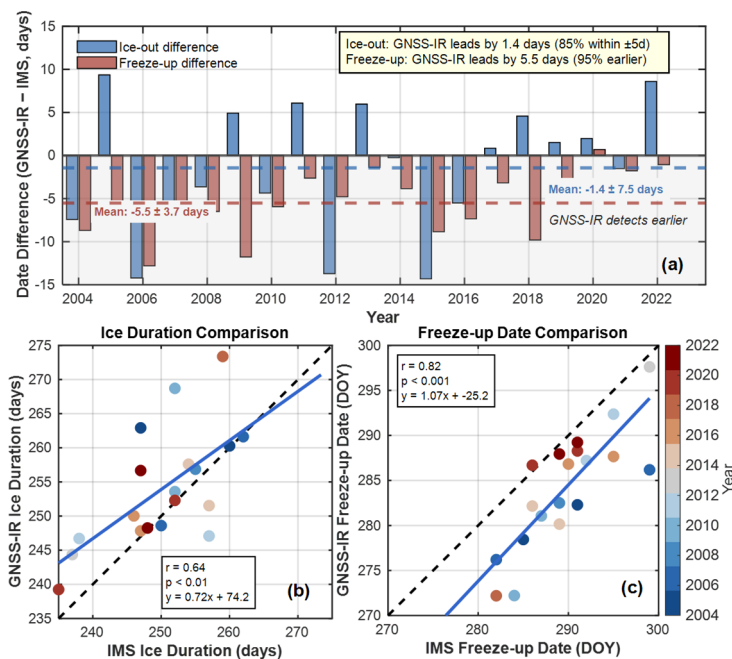 15
10
5
0
-5
-10
-15
Date Difference (GNSS-IR − IMS, days)
Ice-out difference
Freeze-up difference
Ice-out: GNSS-IR leads by 1.4 days (85% within ±5d)
Freeze-up: GNSS-IR leads by 5.5 days (95% earlier)
Mean: -1.4 ± 7.5 days
Mean: -5.5 ± 3.7 days
GNSS-IR detects earlier
(a)
2004 2006 2008 2010 2012 2014 2016 2018 2020 2022
Year
Ice Duration Comparison
275
270
265
260
255
250
245
240
235
GNSS-IR Ice Duration (days)
r = 0.64
p < 0.01
y = 0.72x + 74.2
(b)
240 250 260 270
IMS Ice Duration (days)
Freeze-up Date Comparison
300
295
290
285
280
275
270
GNSS-IR Freeze-up Date (DOY)
r = 0.82
p < 0.001
y = 1.07x + -25.2
(c)
270 280 290 300
IMS Freeze-up Date (DOY)
2022
2020
2018
2016
2014
2012
2010
2008
2006
2004
Year